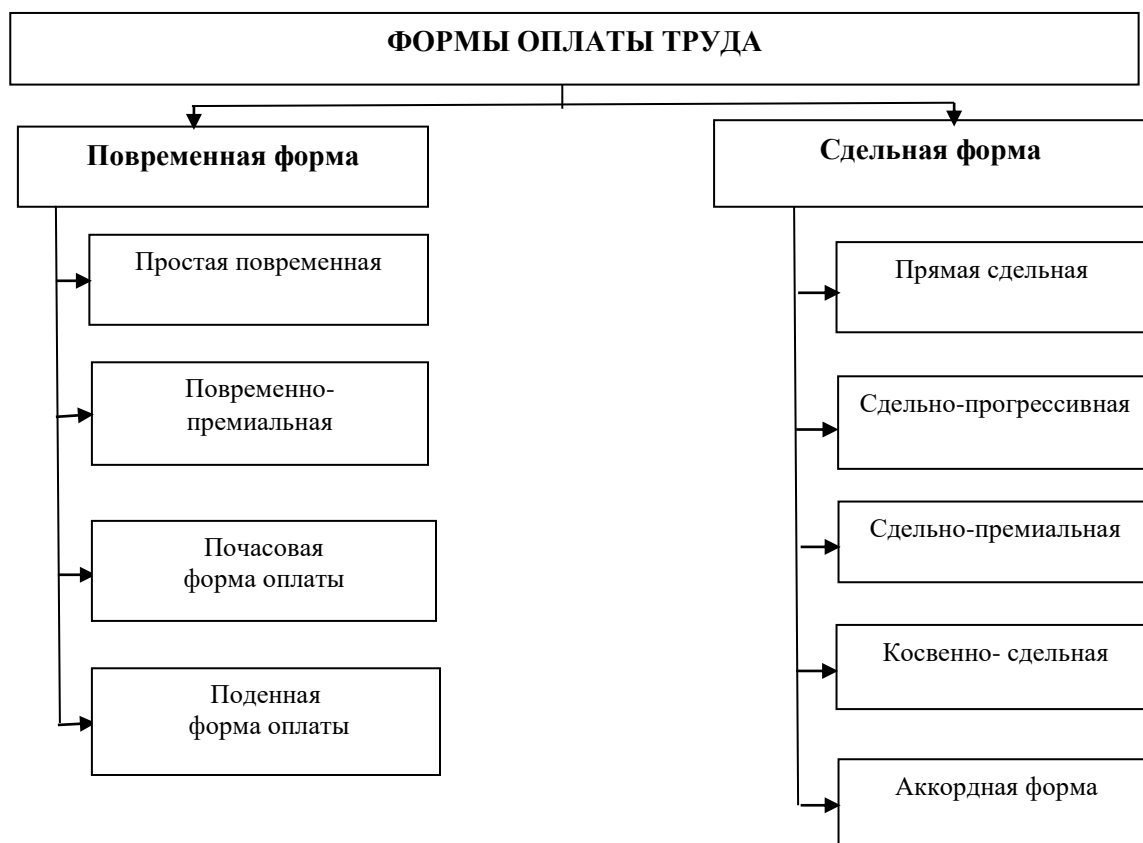 ФОРМЫ ОПЛАТЫ ТРУДА
Повременная форма
Простая повременная
Повременно-
премиальная
Почасовая
форма оплаты
Поденная
форма оплаты
Сдельная форма
Прямая сдельная
Сдельно-прогрессивная
Сдельно-премиальная
Косвенно- сдельная
Аккордная форма